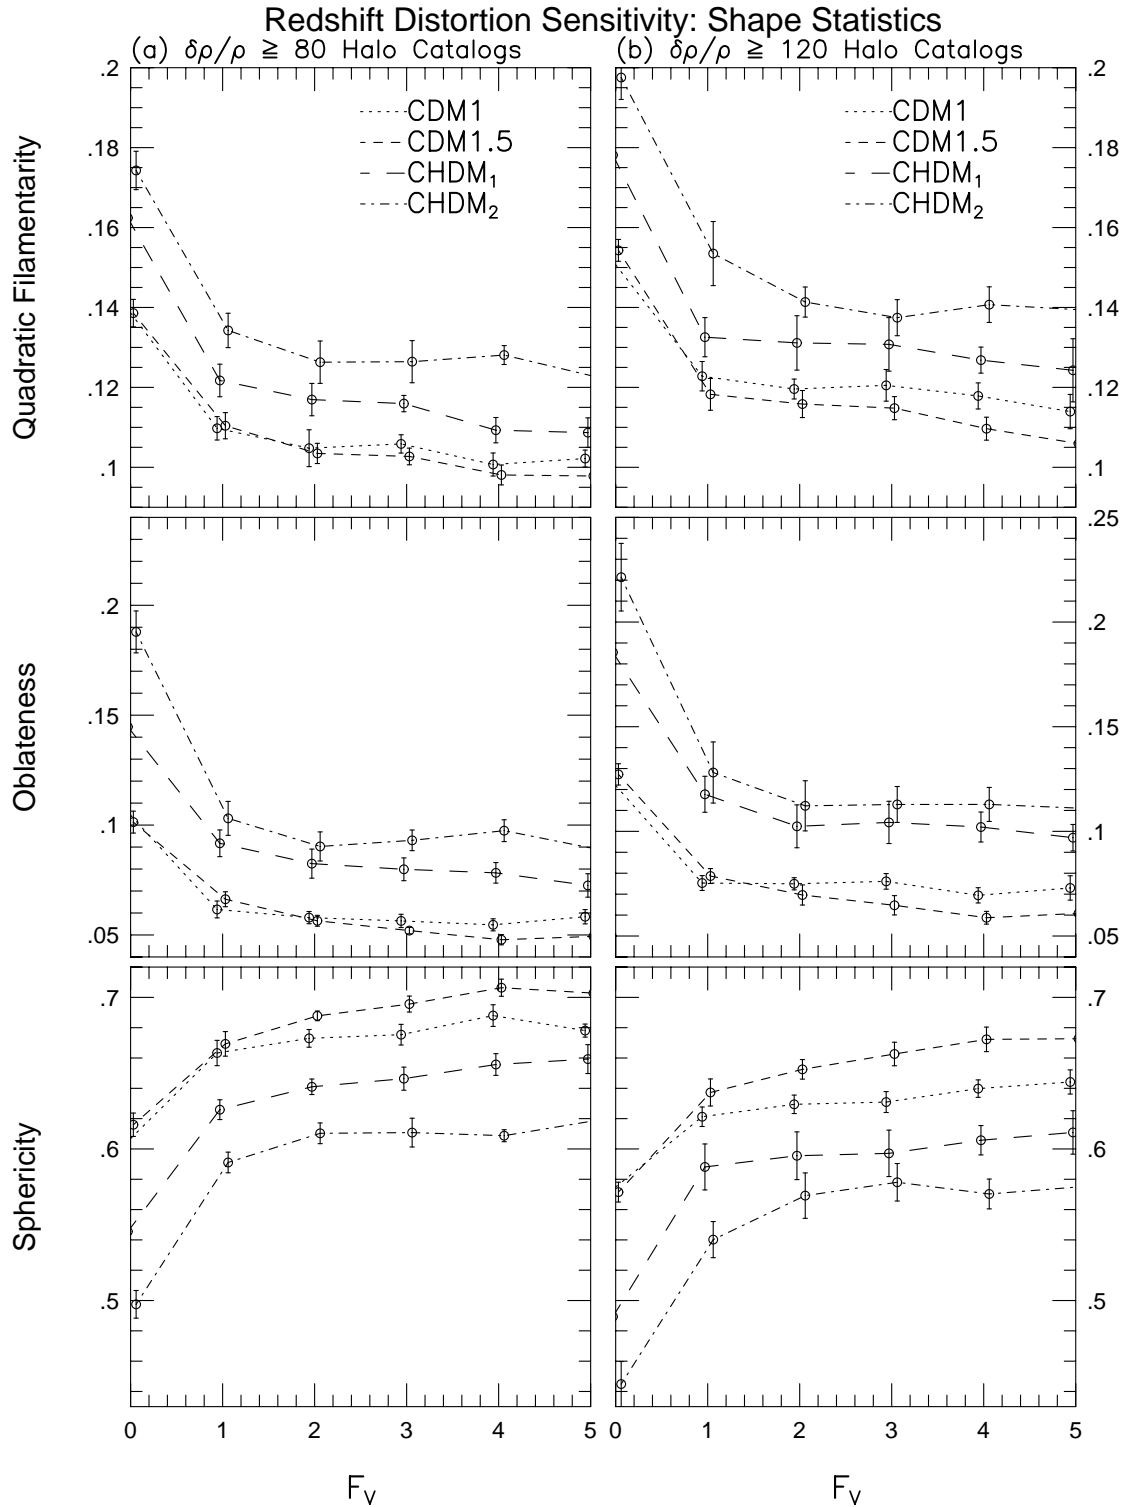 Redshift Distortion Sensitivity: Shape Statistics
(a) δρ/ρ ≧ 80 Halo Catalogs
(b) δρ/ρ ≧ 120 Halo Catalogs
Quadratic Filamentarity
.18
.16
.14
.12
.1
.2
CDM1
CDM1.5
CHDM₁
CHDM₂
CDM1
CDM1.5
CHDM₁
CHDM₂
.2
.18
.16
.14
.12
.1
Oblateness
.2
.15
.1
.05
.25
.2
.15
.1
.05
Sphericity
.7
.6
.5
.7
.6
.5
0 1 2 3 4 5
0 1 2 3 4 5
F_V
F_V